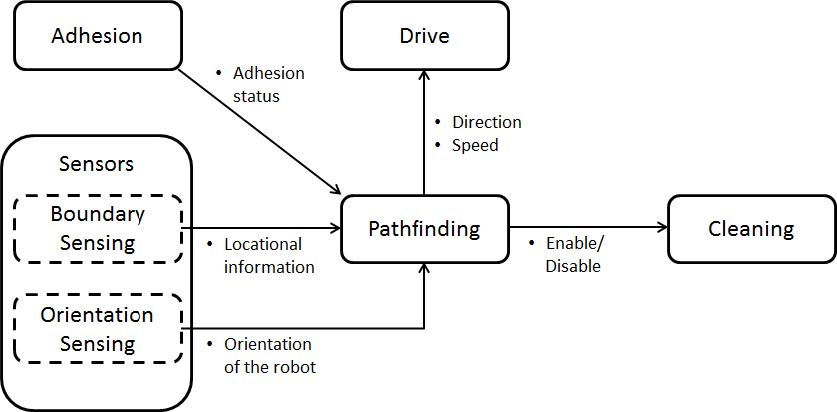 Adhesion
Drive
• Adhesion
status
• Direction
• Speed
Sensors
Boundary
Sensing
Pathfinding
Cleaning
• Locational
information
• Enable/
Disable
Orientation
Sensing
• Orientation
of the robot